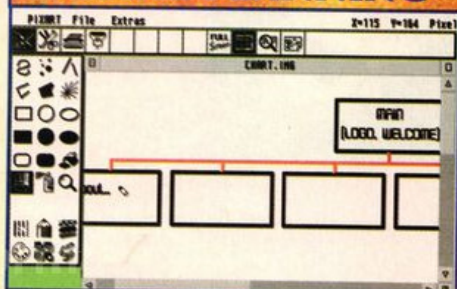 PIXART File Extras X=115 Y=164 Pixel
FULL
Screen
CHART.IMG
MAIN
(LOGO, WELCOME)